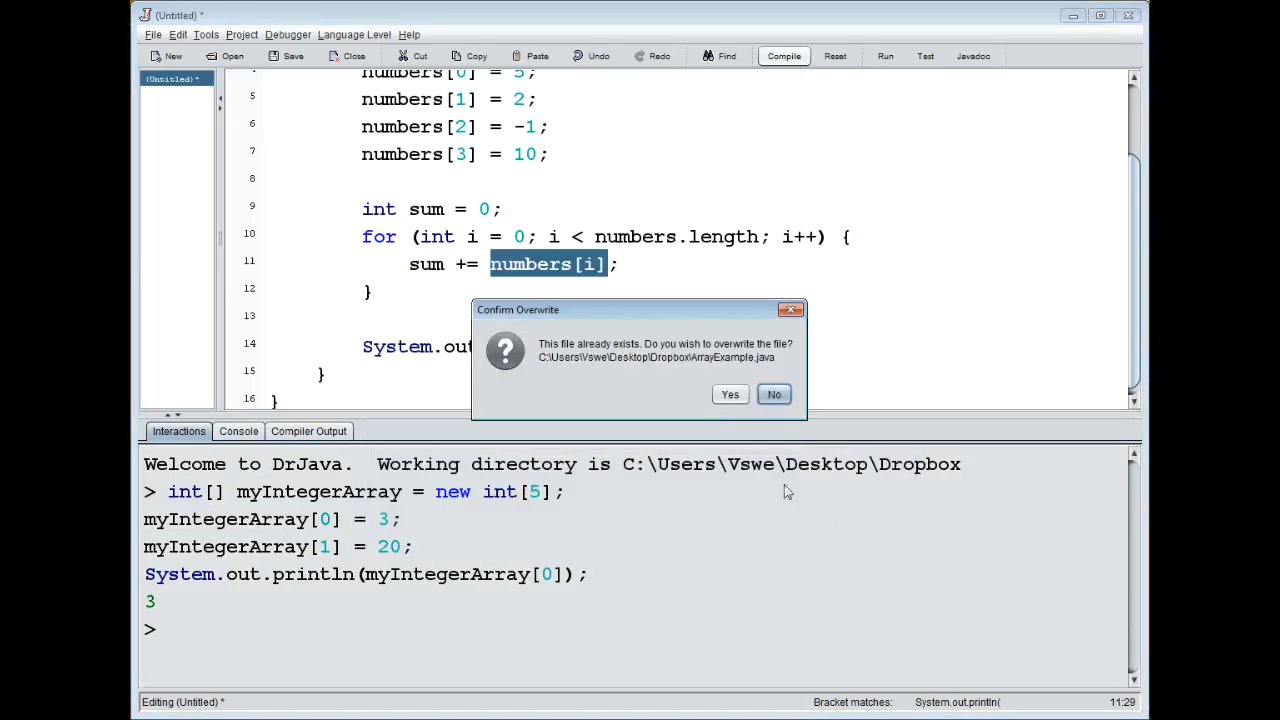 (Untitled) *
File Edit Tools Project Debugger Language Level Help
New Open Save Close Cut Copy Paste Undo Redo Find Compile Reset Run Test Javadoc
(Untitled) *
numbers[0] = 5;
5 numbers[1] = 2;
6 numbers[2] = -1;
7 numbers[3] = 10;
8
9 int sum = 0;
10 for (int i = 0; i < numbers.length; i++) {
11 sum += numbers[i];
12 }
13
14 System.out
15 }
16 }
Confirm Overwrite
This file already exists. Do you wish to overwrite the file?
C:\Users\Vswe\Desktop\Dropbox\ArrayExample.java
Yes No
Interactions Console Compiler Output
Welcome to DrJava. Working directory is C:\Users\Vswe\Desktop\Dropbox
> int[] myIntegerArray = new int[5];
myIntegerArray[0] = 3;
myIntegerArray[1] = 20;
System.out.println(myIntegerArray[0]);
3
>
Editing (Untitled) * Bracket matches: System.out.println( 11:29